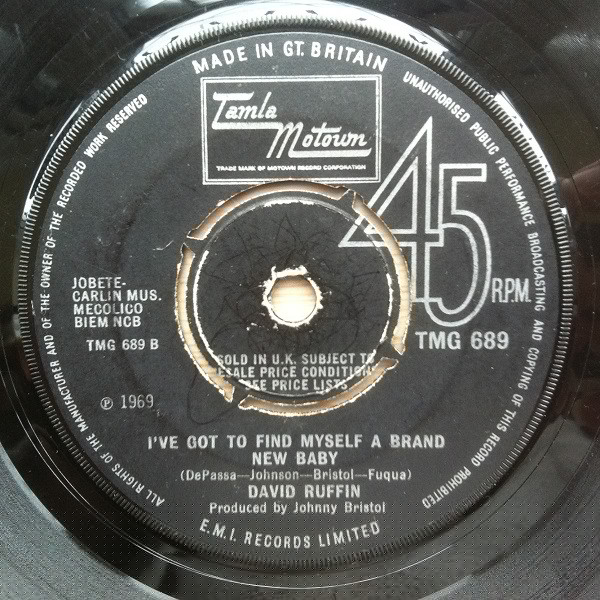 MADE IN GT. BRITAIN
UNAUTHORISED PUBLIC PERFORMANCE BROADCASTING AND COPYING OF THIS RECORD PROHIBITED
ALL RIGHTS OF THE MANUFACTURER AND OF THE OWNER OF THE RECORDED WORK RESERVED
Tamla
Motown
TRADE MARK OF MOTOWN RECORD CORPORATION
45
R.P.M.
JOBETE-
CARLIN MUS.
MECOLICO
BIEM NCB
TMG 689 B
TMG 689
SOLD IN U.K. SUBJECT TO
RESALE PRICE CONDITIONS
SEE PRICE LISTS
℗ 1969
I'VE GOT TO FIND MYSELF A BRAND
NEW BABY
(DePassa—Johnson—Bristol—Fuqua)
DAVID RUFFIN
Produced by Johnny Bristol
E.M.I. RECORDS LIMITED